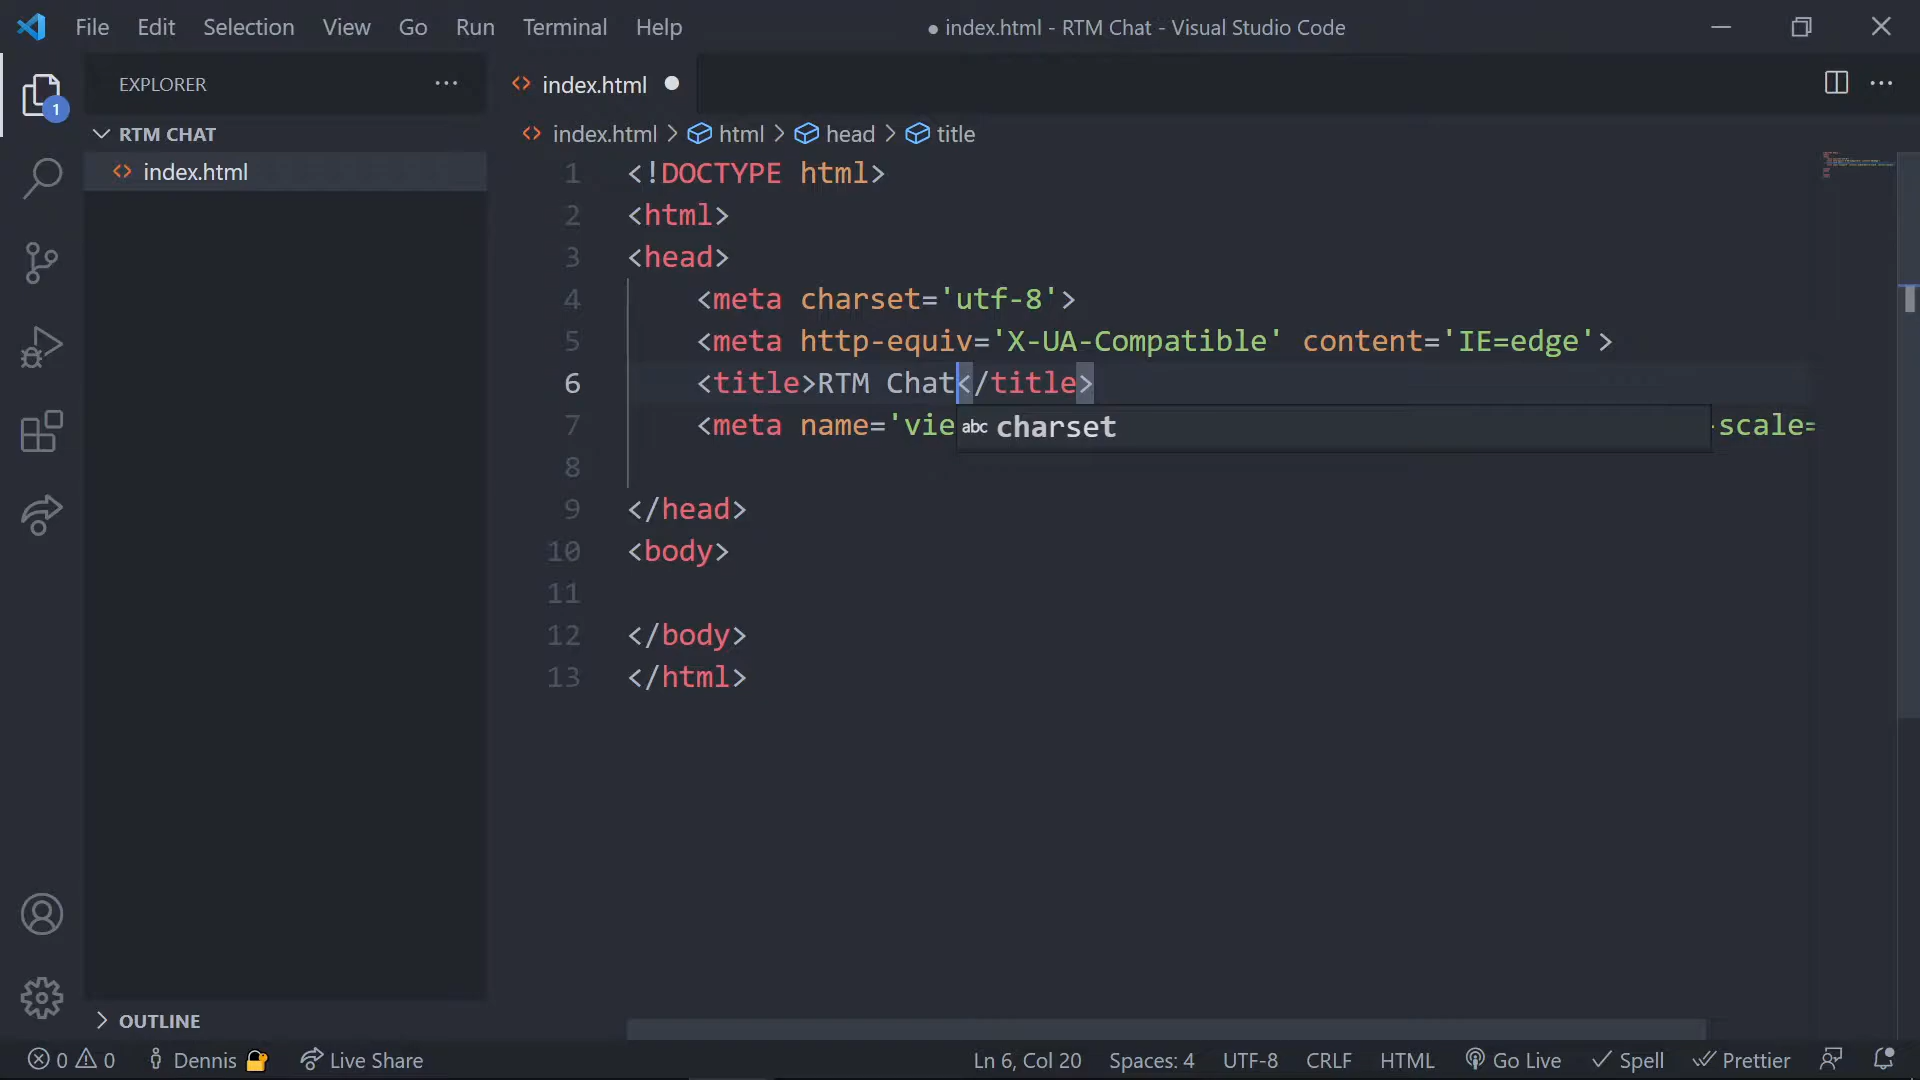 File Edit Selection View Go Run Terminal Help
● index.html - RTM Chat - Visual Studio Code
EXPLORER
1
RTM CHAT
index.html
index.html
index.html > html > head > title
1 <!DOCTYPE html>
2 <html>
3 <head>
4 <meta charset='utf-8'>
5 <meta http-equiv='X-UA-Compatible' content='IE=edge'>
6 <title>RTM Chat</title>
7 <meta name='vie -scale=
abc charset
8
9 </head>
10 <body>
11
12 </body>
13 </html>
OUTLINE
0 0 Dennis Live Share Ln 6, Col 20 Spaces: 4 UTF-8 CRLF HTML Go Live Spell Prettier